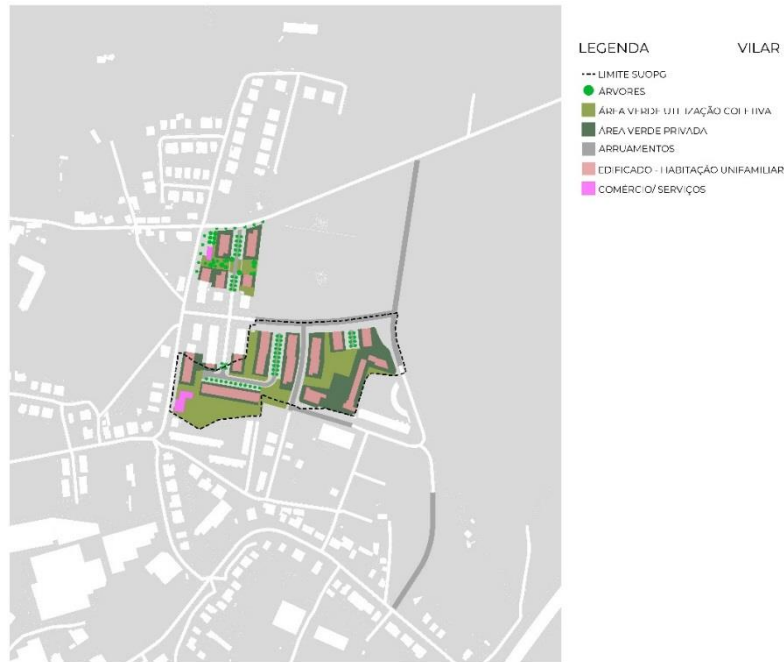 LEGENDA VILAR
LIMITE SUOPG
ÁRVORES
ÁREA VERDE UTILIZAÇÃO COLETIVA
ÁREA VERDE PRIVADA
ARRUAMENTOS
EDIFICADO - HABITAÇÃO UNIFAMILIAR
COMÉRCIO/ SERVIÇOS